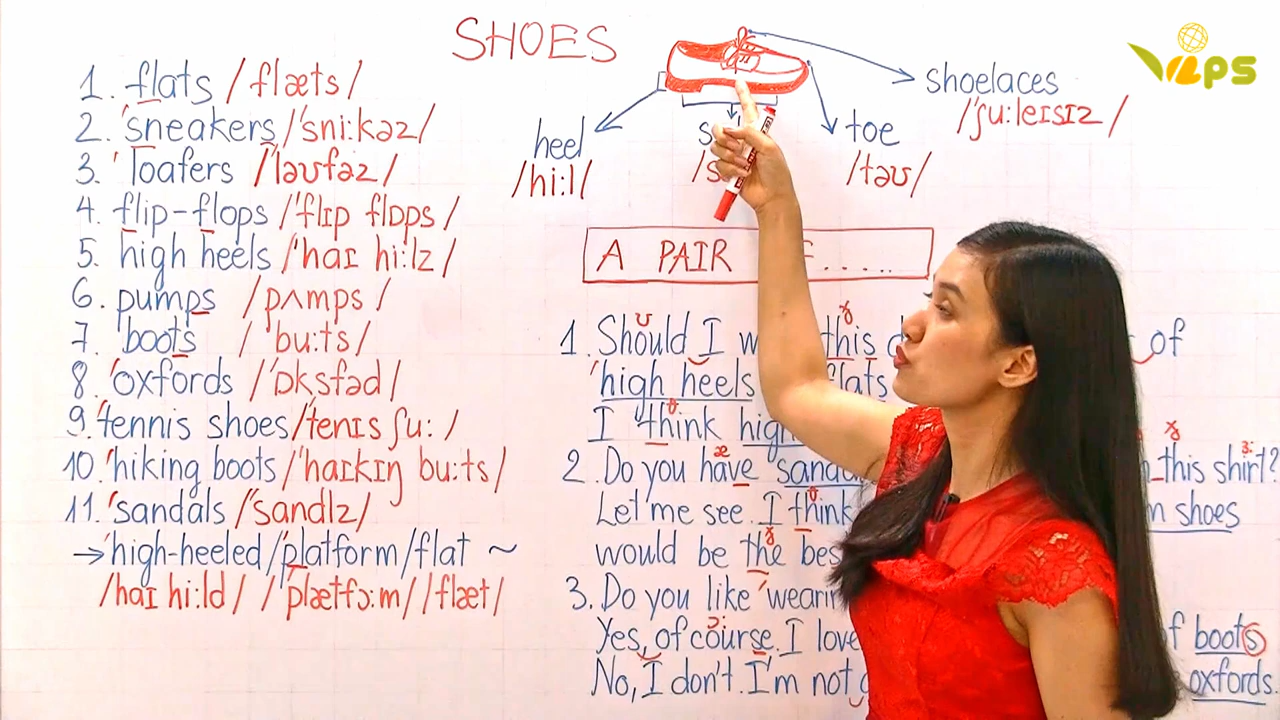 SHOES
VIPS
1. flats /flæts/
2. 'sneakers /'sni:kəz/
3. 'loafers /'ləʊfəz/
4. flip-flops /'flɪp flɒps/
5. high heels /'haɪ hi:lz/
6. pumps /pʌmps/
7. boots /'bu:ts/
8. 'oxfords /'ɒksfəd/
9. 'tennis shoes /'tenɪs ʃu:/
10. 'hiking boots /'haɪkɪŋ bu:ts/
11. 'sandals /'sandlz/
→ 'high-heeled/platform/flat ~
/haɪ hi:ld/ /'plætfɔ:m/ /flæt/
heel
/hi:l/
toe
/təʊ/
shoelaces
/'ʃu:leɪsɪz/
A PAIR .....
1. Should I this of
'high heels flats
I think
2. Do you have this shirt?
Let me see. I think shoes
would be the
3. Do you like
Yes, of course. I love boots
No, I don't. I'm not oxfords.